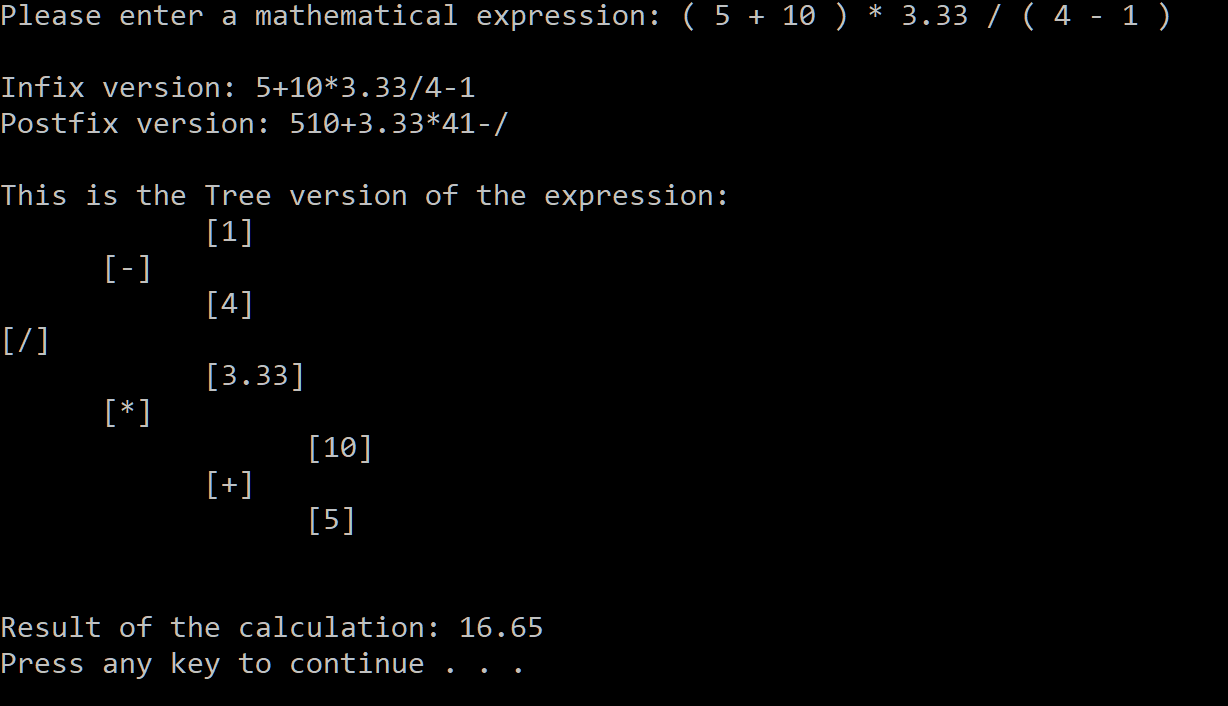 Please enter a mathematical expression: ( 5 + 10 ) * 3.33 / ( 4 - 1 )
Infix version: 5+10*3.33/4-1
Postfix version: 510+3.33*41-/
This is the Tree version of the expression:
[1]
[-]
[4]
[/]
[3.33]
[*]
[10]
[+]
[5]
Result of the calculation: 16.65
Press any key to continue . . .